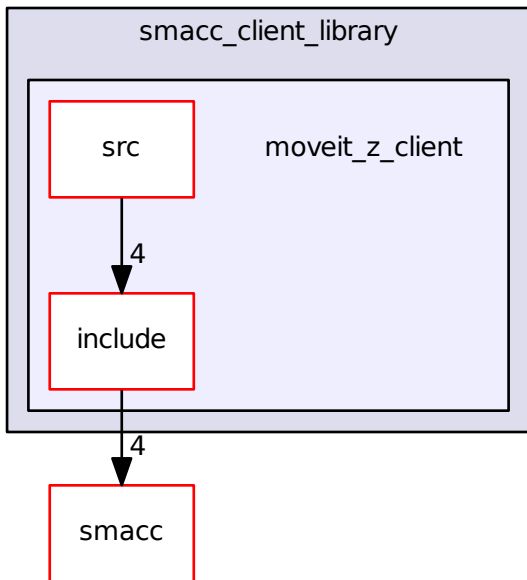 smacc_client_library
src
moveit_z_client
4
include
4
smacc